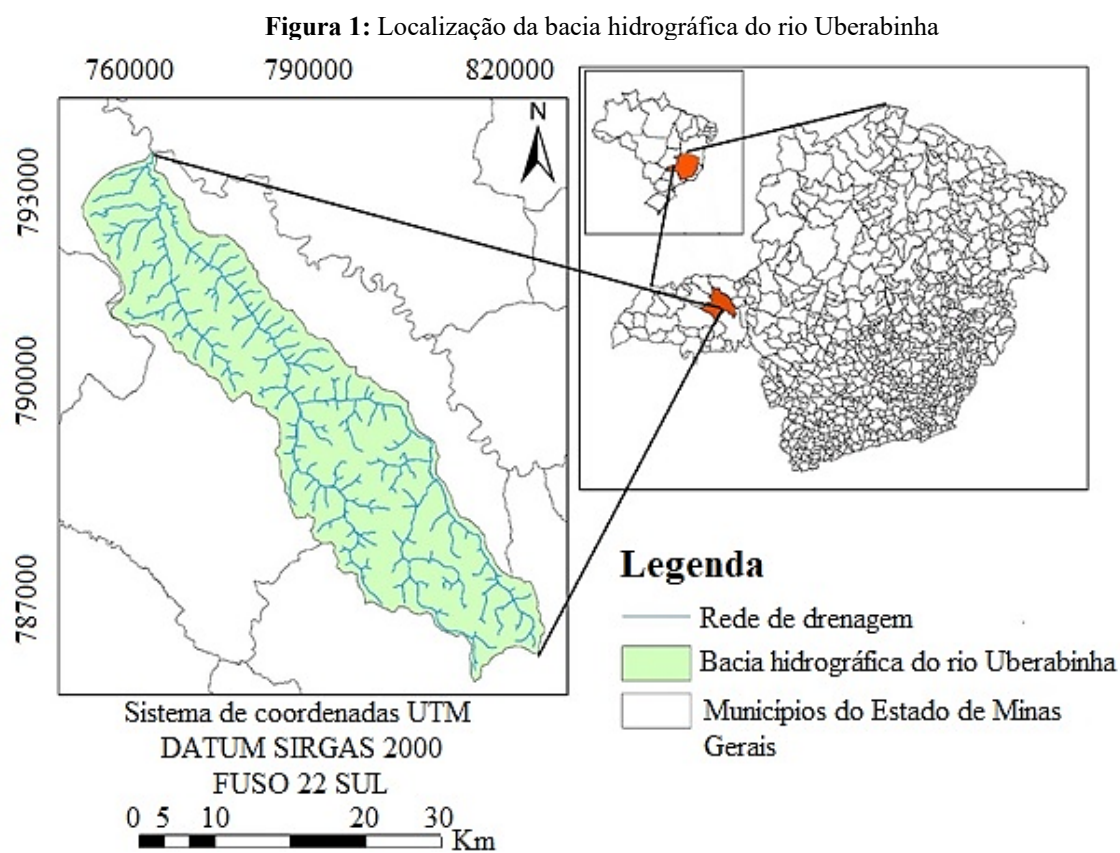 Figura 1: Localização da bacia hidrográfica do rio Uberabinha
760000 790000 820000
N
793000
790000
787000
Legenda
Rede de drenagem
Bacia hidrográfica do rio Uberabinha
Municípios do Estado de Minas
Gerais
Sistema de coordenadas UTM
DATUM SIRGAS 2000
FUSO 22 SUL
0 5 10 20 30
Km